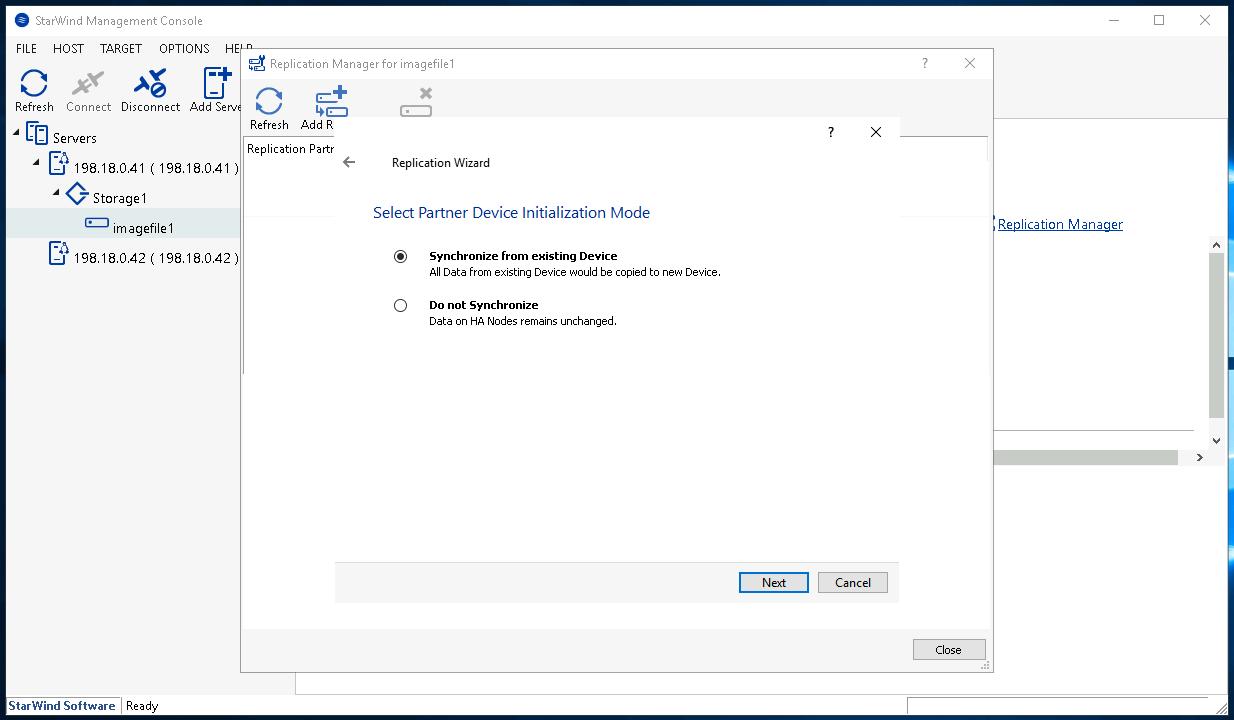 StarWind Management Console
FILE HOST TARGET OPTIONS HELP
Refresh Connect Disconnect Add Serve
Servers
198.18.0.41 ( 198.18.0.41 )
Storage1
imagefile1
198.18.0.42 ( 198.18.0.42 )
Replication Manager for imagefile1
?
Refresh Add R
Replication Partn
?
Replication Wizard
Select Partner Device Initialization Mode
Synchronize from existing Device
All Data from existing Device would be copied to new Device.
Do not Synchronize
Data on HA Nodes remains unchanged.
Next Cancel
Close
Replication Manager
StarWind Software Ready